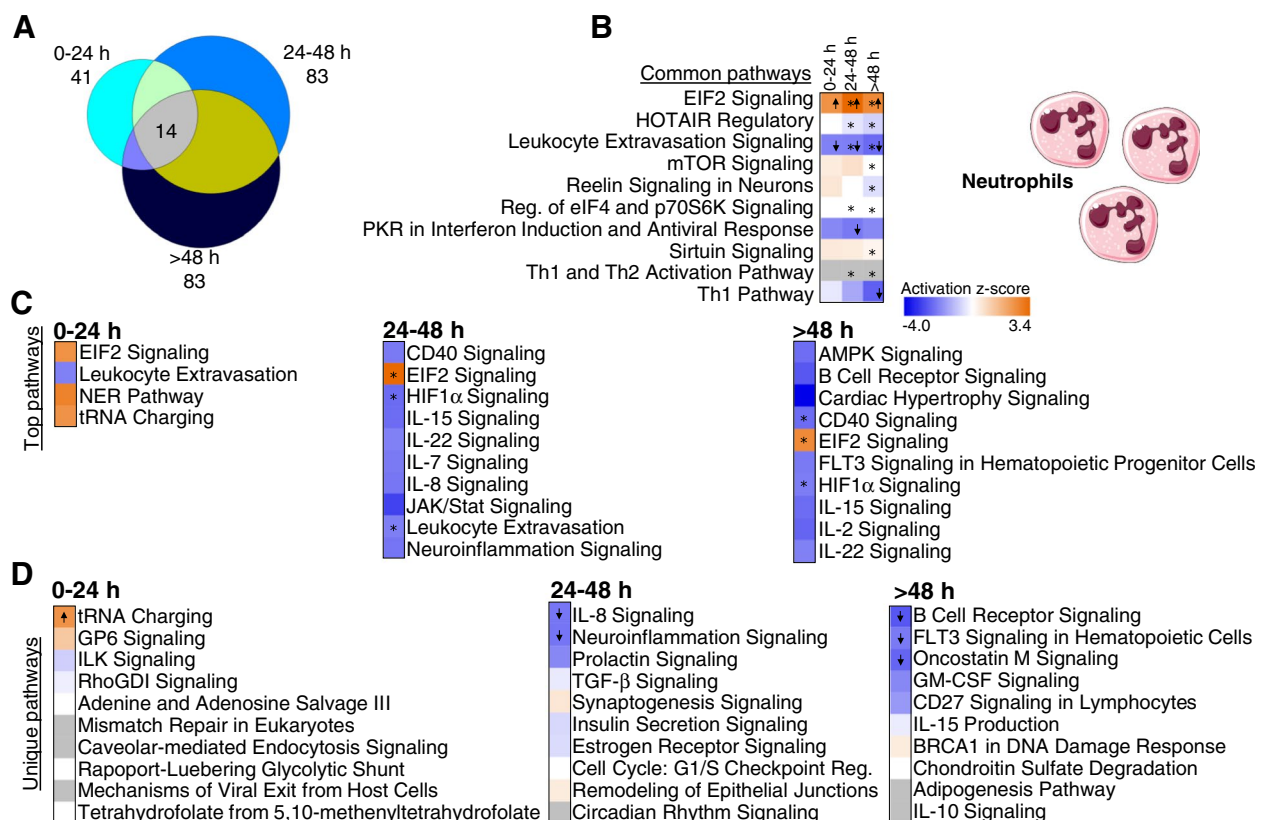 A
0-24 h
41
24-48 h
83
14
>48 h
83
B
Common pathways
0-24 h
24-48 h
>48 h
EIF2 Signaling
HOTAIR Regulatory
Leukocyte Extravasation Signaling
mTOR Signaling
Reelin Signaling in Neurons
Reg. of eIF4 and p70S6K Signaling
PKR in Interferon Induction and Antiviral Response
Sirtuin Signaling
Th1 and Th2 Activation Pathway
Th1 Pathway
Neutrophils
Activation z-score
-4.0 3.4
C
Top pathways
0-24 h
EIF2 Signaling
Leukocyte Extravasation
NER Pathway
tRNA Charging
24-48 h
CD40 Signaling
* EIF2 Signaling
* HIF1α Signaling
IL-15 Signaling
IL-22 Signaling
IL-7 Signaling
IL-8 Signaling
JAK/Stat Signaling
* Leukocyte Extravasation
Neuroinflammation Signaling
>48 h
AMPK Signaling
B Cell Receptor Signaling
Cardiac Hypertrophy Signaling
* CD40 Signaling
* EIF2 Signaling
FLT3 Signaling in Hematopoietic Progenitor Cells
* HIF1α Signaling
IL-15 Signaling
IL-2 Signaling
IL-22 Signaling
D
Unique pathways
0-24 h
tRNA Charging
GP6 Signaling
ILK Signaling
RhoGDI Signaling
Adenine and Adenosine Salvage III
Mismatch Repair in Eukaryotes
Caveolar-mediated Endocytosis Signaling
Rapoport-Luebering Glycolytic Shunt
Mechanisms of Viral Exit from Host Cells
Tetrahydrofolate from 5,10-methenyltetrahydrofolate
24-48 h
IL-8 Signaling
Neuroinflammation Signaling
Prolactin Signaling
TGF-β Signaling
Synaptogenesis Signaling
Insulin Secretion Signaling
Estrogen Receptor Signaling
Cell Cycle: G1/S Checkpoint Reg.
Remodeling of Epithelial Junctions
Circadian Rhythm Signaling
>48 h
B Cell Receptor Signaling
FLT3 Signaling in Hematopoietic Cells
Oncostatin M Signaling
GM-CSF Signaling
CD27 Signaling in Lymphocytes
IL-15 Production
BRCA1 in DNA Damage Response
Chondroitin Sulfate Degradation
Adipogenesis Pathway
IL-10 Signaling